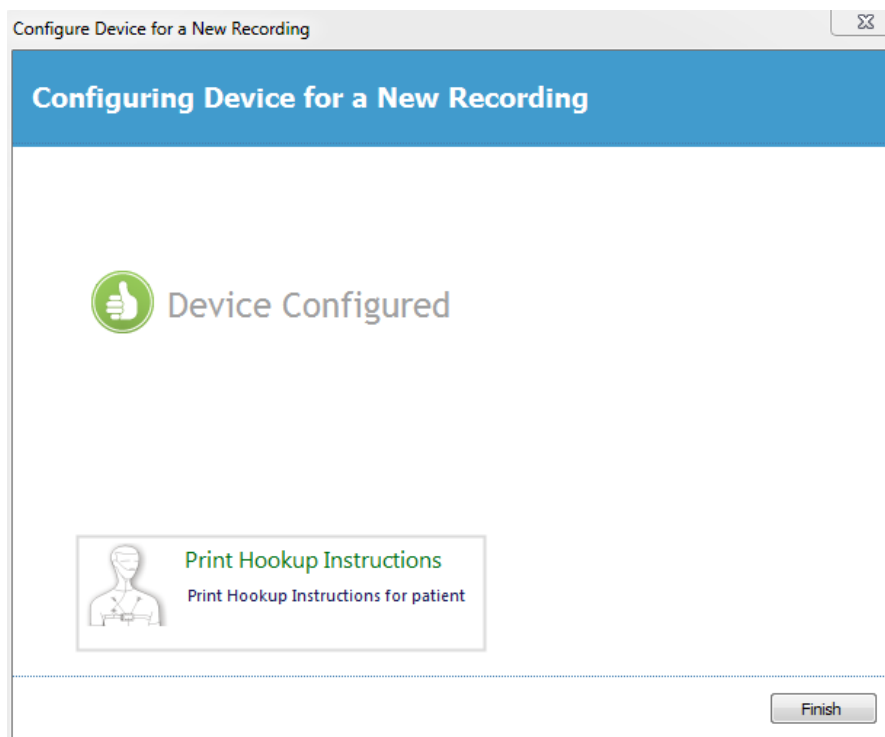 Configure Device for a New Recording
Configuring Device for a New Recording
Device Configured
Print Hookup Instructions
Print Hookup Instructions for patient
Finish